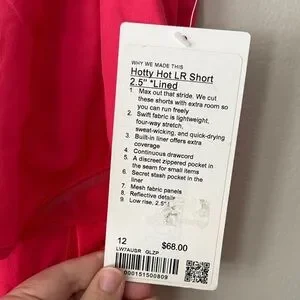 WHY WE MADE THIS
Hotty Hot LR Short
2.5" *Lined
1. Max out that stride. We cut
these shorts with extra room so
you can run freely
2. Swift fabric is lightweight,
four-way stretch,
sweat-wicking, and quick-drying
3. Built-in liner offers extra
coverage
4. Continuous drawcord
5. A discreet zippered pocket in
the seam for small items
6. Secret stash pocket in the
liner
7. Mesh fabric panels
8. Reflective details
9. Low rise, 2.5"
12
$68.00
LW7AUSR GLZP
000151500809